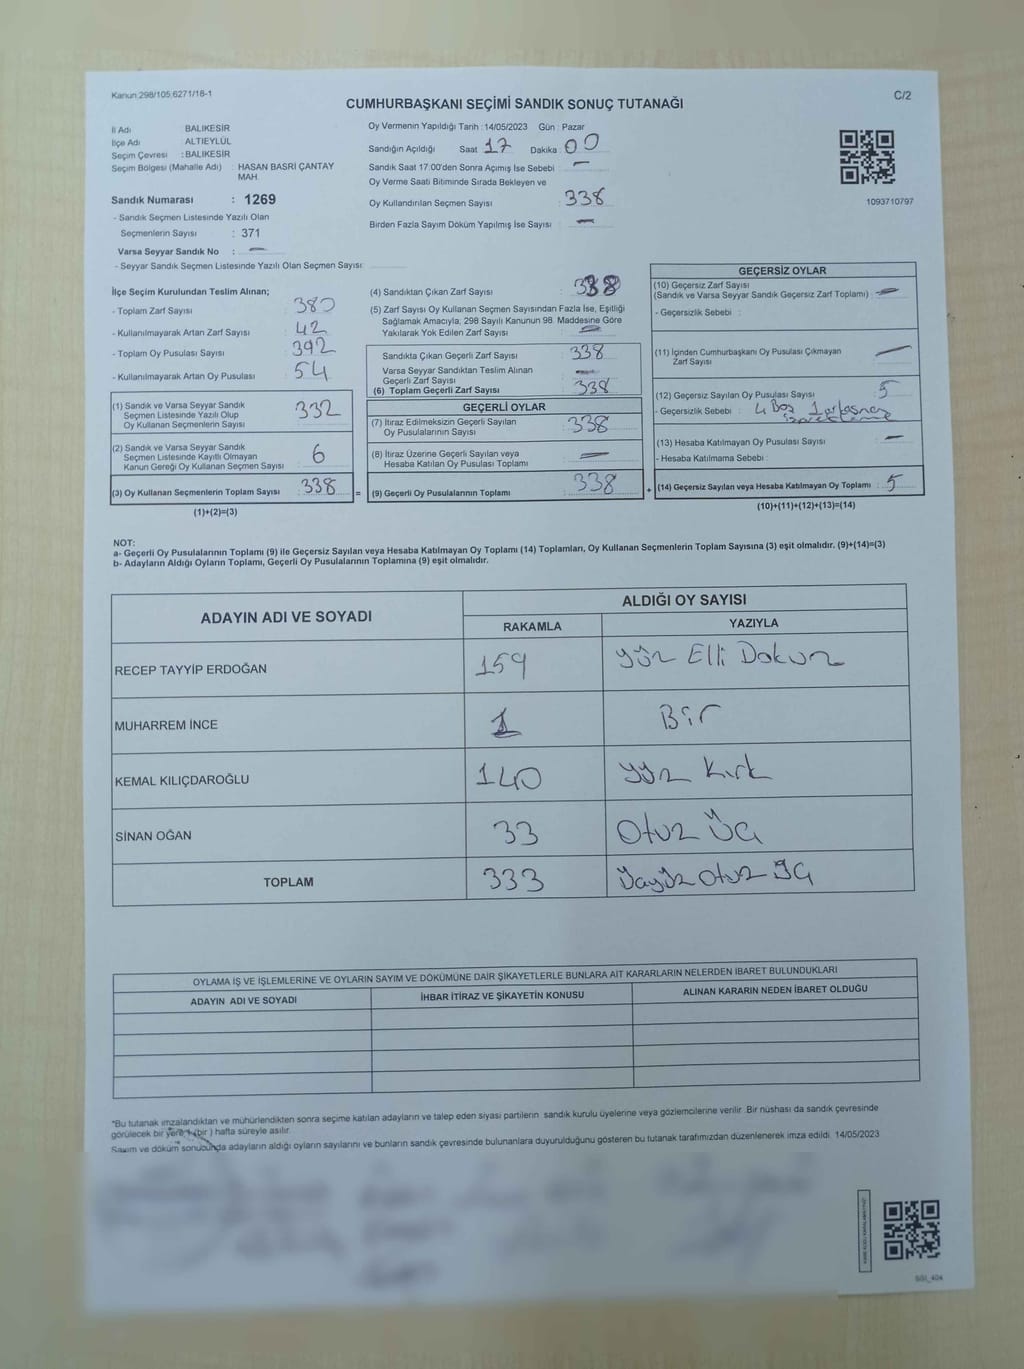 Kanun:298/105;6271/18-1
C/2
CUMHURBAŞKANI SEÇİMİ SANDIK SONUÇ TUTANAĞI
İl Adı : BALIKESİR
İlçe Adı : ALTIEYLÜL
Seçim Çevresi : BALIKESİR
Seçim Bölgesi (Mahalle Adı) : HASAN BASRİ ÇANTAY
MAH.
Sandık Numarası : 1269
- Sandık Seçmen Listesinde Yazılı Olan
Seçmenlerin Sayısı : 371
Varsa Seyyar Sandık No : —
- Seyyar Sandık Seçmen Listesinde Yazılı Olan Seçmen Sayısı:
Oy Vermenin Yapıldığı Tarih :14/05/2023 Gün : Pazar
Sandığın Açıldığı Saat 17 Dakika 00
Sandık Saat 17:00'den Sonra Açımış İse Sebebi : —
Oy Verme Saati Bitiminde Sırada Bekleyen ve
Oy Kullandırılan Seçmen Sayısı : 338
Birden Fazla Sayım Döküm Yapılmış İse Sayısı : —
1093710797
İlçe Seçim Kurulundan Teslim Alınan;
- Toplam Zarf Sayısı : 380
- Kullanılmayarak Artan Zarf Sayısı : 42
- Toplam Oy Pusulası Sayısı : 392
- Kullanılmayarak Artan Oy Pusulası : 54
(1) Sandık ve Varsa Seyyar Sandık
Seçmen Listesinde Yazılı Olup
Oy Kullanan Seçmenlerin Sayısı : 332
(2) Sandık ve Varsa Seyyar Sandık
Seçmen Listesinde Kayıtlı Olmayan
Kanun Gereği Oy Kullanan Seçmen Sayısı : 6
(3) Oy Kullanan Seçmenlerin Toplam Sayısı : 338
(1)+(2)=(3)
(4) Sandıktan Çıkan Zarf Sayısı : 338
(5) Zarf Sayısı Oy Kullanan Seçmen Sayısından Fazla İse, Eşitliği
Sağlamak Amacıyla; 298 Sayılı Kanunun 98. Maddesine Göre
Yakılarak Yok Edilen Zarf Sayısı : —
Sandıkta Çıkan Geçerli Zarf Sayısı : 338
Varsa Seyyar Sandıktan Teslim Alınan
Geçerli Zarf Sayısı : —
(6) Toplam Geçerli Zarf Sayısı : 338
GEÇERLİ OYLAR
(7) İtiraz Edilmeksizin Geçerli Sayılan
Oy Pusulalarının Sayısı : 338
(8) İtiraz Üzerine Geçerli Sayılan veya
Hesaba Katılan Oy Pusulası Toplamı : —
= (9) Geçerli Oy Pusulalarının Toplamı : 338
GEÇERSİZ OYLAR
(10) Geçersiz Zarf Sayısı
(Sandık ve Varsa Seyyar Sandık Geçersiz Zarf Toplamı) : —
- Geçersizlik Sebebi :
(11) İçinden Cumhurbaşkanı Oy Pusulası Çıkmayan
Zarf Sayısı : —
(12) Geçersiz Sayılan Oy Pusulası Sayısı : 5
- Geçersizlik Sebebi : 4 Boş 1
(13) Hesaba Katılmayan Oy Pusulası Sayısı : —
- Hesaba Katılmama Sebebi :
+ (14) Geçersiz Sayılan veya Hesaba Katılmayan Oy Toplamı : 5
(10)+(11)+(12)+(13)=(14)
NOT:
a- Geçerli Oy Pusulalarının Toplamı (9) ile Geçersiz Sayılan veya Hesaba Katılmayan Oy Toplamı (14) Toplamları, Oy Kullanan Seçmenlerin Toplam Sayısına (3) eşit olmalıdır. (9)+(14)=(3)
b- Adayların Aldığı Oyların Toplamı, Geçerli Oy Pusulalarının Toplamına (9) eşit olmalıdır.
ADAYIN ADI VE SOYADI
ALDIĞI OY SAYISI
RAKAMLA YAZIYLA
RECEP TAYYİP ERDOĞAN 159 Yüz Elli Dokuz
MUHARREM İNCE 1 Bir
KEMAL KILIÇDAROĞLU 140 Yüz Kırk
SİNAN OĞAN 33 Otuz Üç
TOPLAM 333 Üçyüz Otuz Üç
OYLAMA İŞ VE İŞLEMLERİNE VE OYLARIN SAYIM VE DÖKÜMÜNE DAİR ŞİKAYETLERLE BUNLARA AİT KARARLARIN NELERDEN İBARET BULUNDUKLARI
ADAYIN ADI VE SOYADI İHBAR İTİRAZ VE ŞİKAYETİN KONUSU ALINAN KARARIN NEDEN İBARET OLDUĞU
"Bu tutanak imzalandıktan ve mühürlendikten sonra seçime katılan adayların ve talep eden siyasi partilerin sandık kurulu üyelerine veya gözlemcilerine verilir. Bir nüshası da sandık çevresinde
görülecek bir yere 1 (bir) hafta süreyle asılır.
Sayım ve döküm sonucunda adayların aldığı oyların sayılarını ve bunların sandık çevresinde bulunanlara duyurulduğunu gösteren bu tutanak tarafımızdan düzenlenerek imza edildi. 14/05/2023
SGI_404